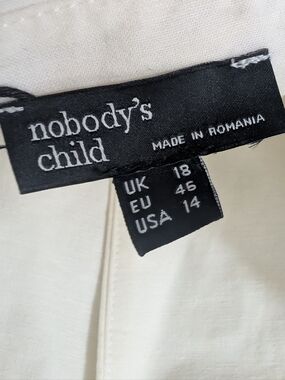 nobody's
child
MADE IN ROMANIA
UK 18
EU 46
USA 14